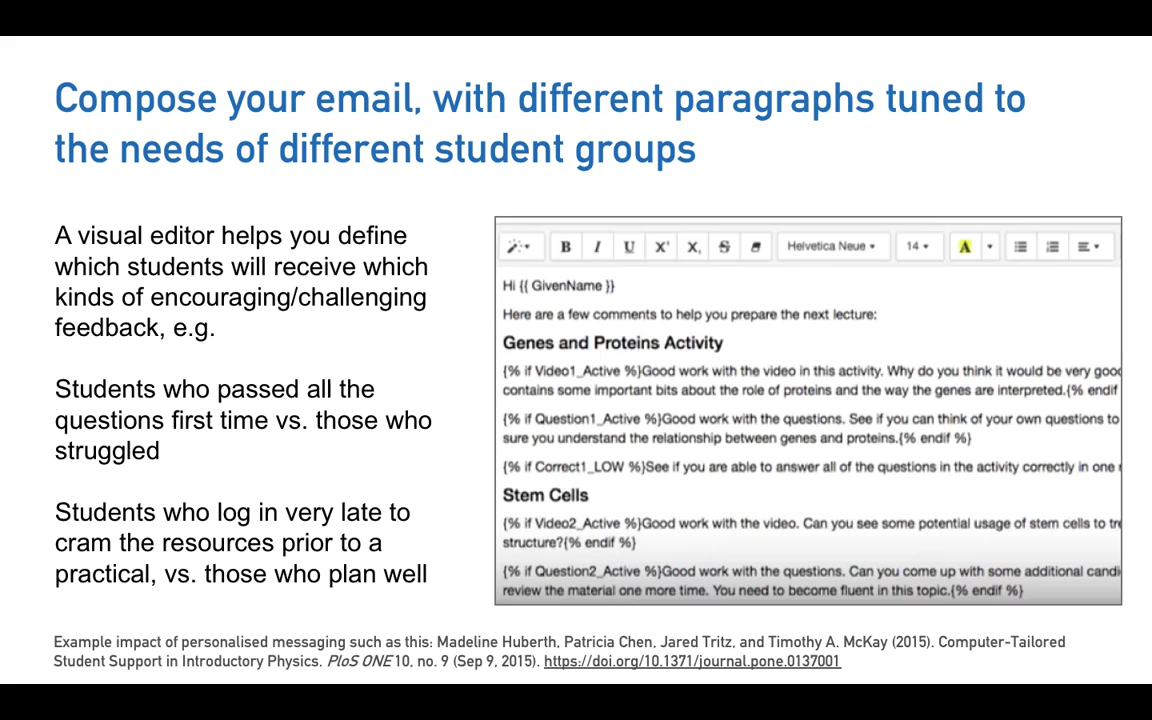 Compose your email, with different paragraphs tuned to
the needs of different student groups
A visual editor helps you define
which students will receive which
kinds of encouraging/challenging
feedback, e.g.
Students who passed all the
questions first time vs. those who
struggled
Students who log in very late to
cram the resources prior to a
practical, vs. those who plan well
B I U X¹ X, S Helvetica Neue 14 A
Hi {{ GivenName }}
Here are a few comments to help you prepare the next lecture:
Genes and Proteins Activity
{% if Video1_Active %}Good work with the video in this activity. Why do you think it would be very
contains some important bits about the role of proteins and the way the genes are interpreted.{% endif
{% if Question1_Active %}Good work with the questions. See if you can think of your own questions to
sure you understand the relationship between genes and proteins.{% endif %}
{% if Correct1_LOW %}See if you are able to answer all of the questions in the activity correctly in one
Stem Cells
{% if Video2_Active %}Good work with the video. Can you see some potential usage of stem cells to
structure?{% endif %}
{% if Question2_Active %}Good work with the questions. Can you come up with some additional
review the material one more time. You need to become fluent in this topic.{% endif %}
Example impact of personalised messaging such as this: Madeline Huberth, Patricia Chen, Jared Tritz, and Timothy A. McKay (2015). Computer-Tailored
Student Support in Introductory Physics. PloS ONE 10, no. 9 (Sep 9, 2015). https://doi.org/10.1371/journal.pone.0137001